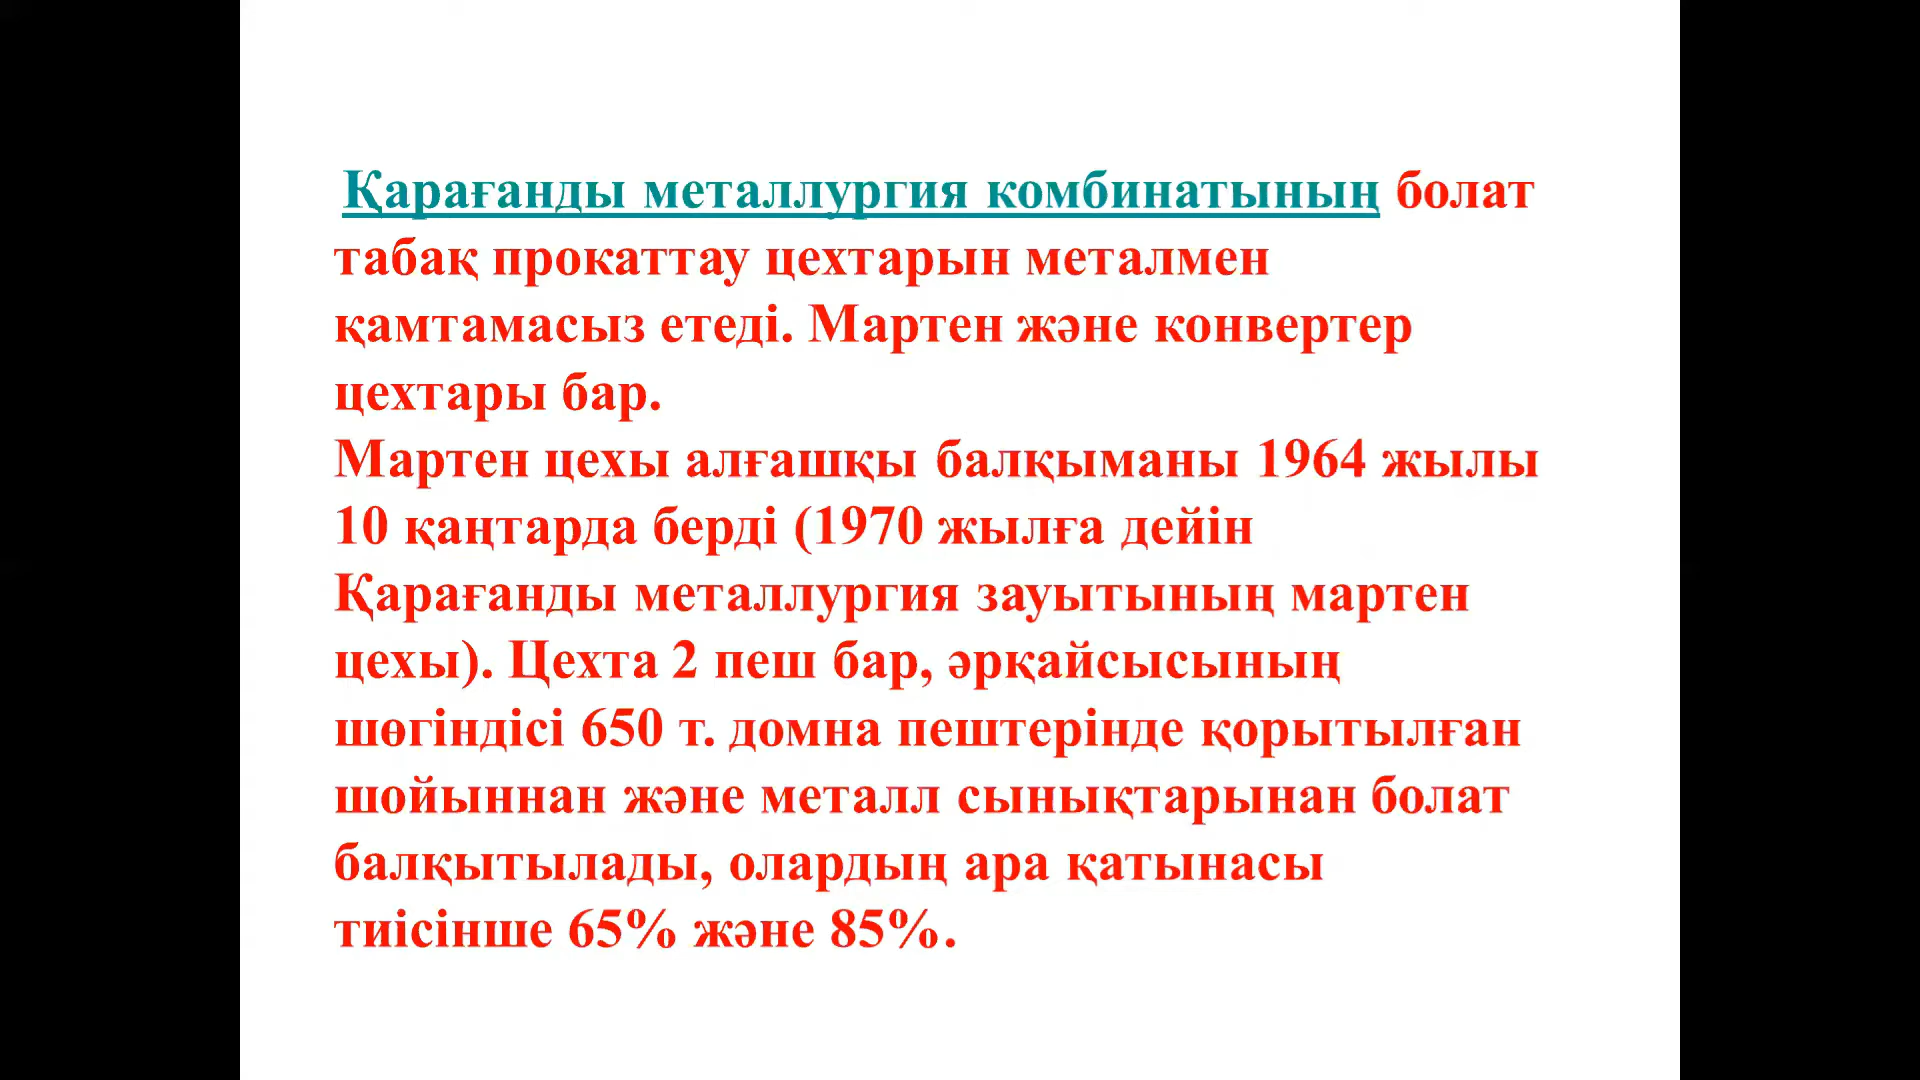 Қарағанды металлургия комбинатының болат
табақ прокаттау цехтарын металмен
қамтамасыз етеді. Мартен және конвертер
цехтары бар.
Мартен цехы алғашқы балқыманы 1964 жылы
10 қаңтарда берді (1970 жылға дейін
Қарағанды металлургия зауытының мартен
цехы). Цехта 2 пеш бар, әрқайсысының
шөгіндісі 650 т. домна пештерінде қорытылған
шойыннан және металл сынықтарынан болат
балқытылады, олардың ара қатынасы
тиісінше 65% және 85%.